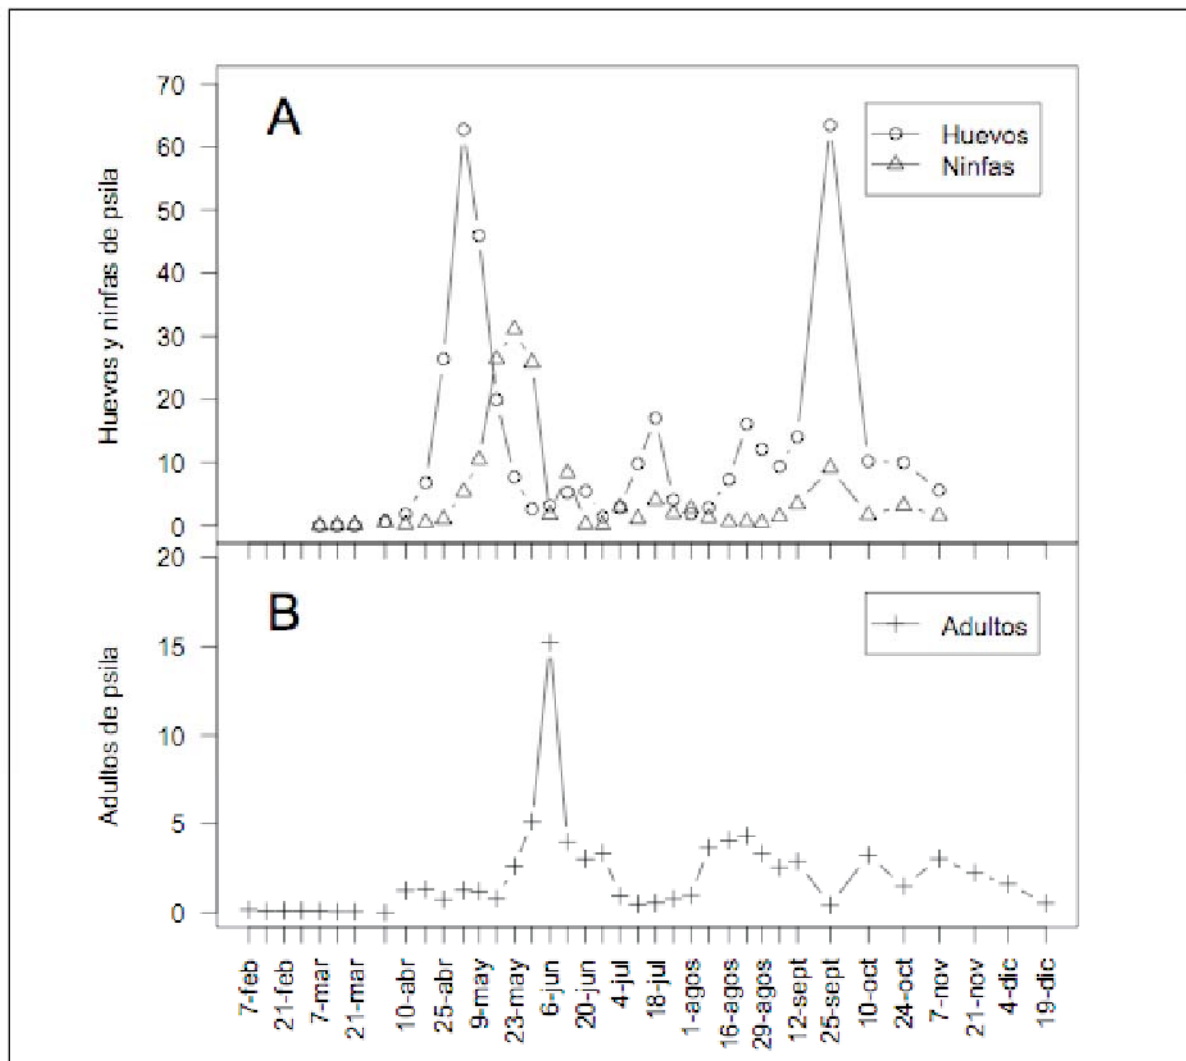 A
Huevos
Ninfas
Huevos y ninfas de psila
70
60
50
40
30
20
10
0
B
Adultos
Adultos de psila
20
15
10
5
0
7-feb
21-feb
7-mar
21-mar
10-abr
25-abr
9-may
23-may
6-jun
20-jun
4-jul
18-jul
1-agos
16-agos
29-agos
12-sept
25-sept
10-oct
24-oct
7-nov
21-nov
4-dic
19-dic